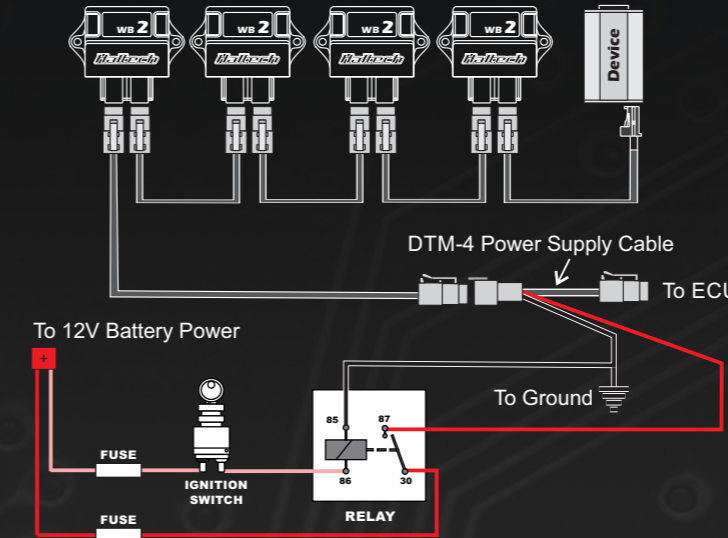 WB 2
Haltech
WB 2
Haltech
WB 2
Haltech
WB 2
Haltech
Device
DTM-4 Power Supply Cable
To ECU
To 12V Battery Power
+
To Ground
85
87
FUSE
86
30
IGNITION
SWITCH
RELAY
FUSE